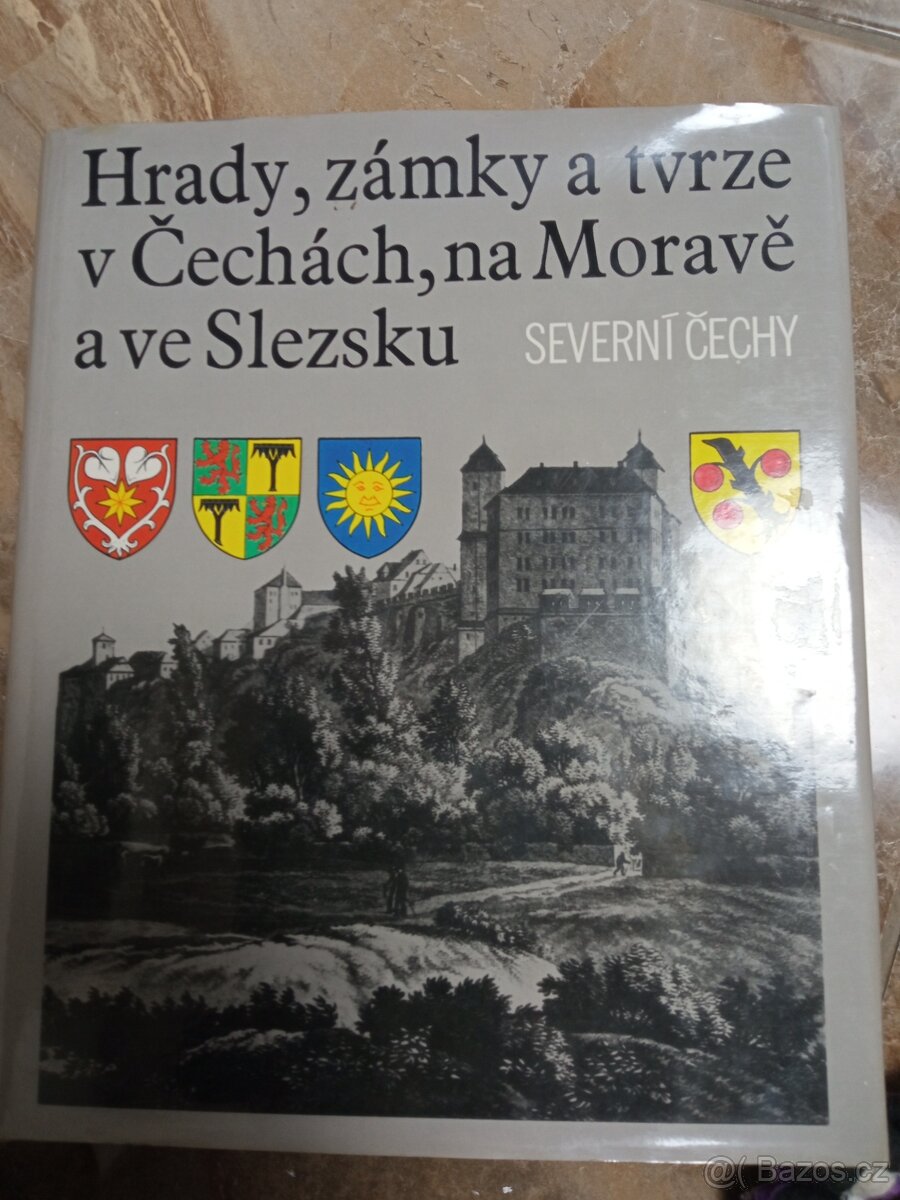 Hrady, zámky a tvrze
v Čechách, na Moravě
a ve Slezsku
SEVERNÍ ČECHY
@( Bazos.cz